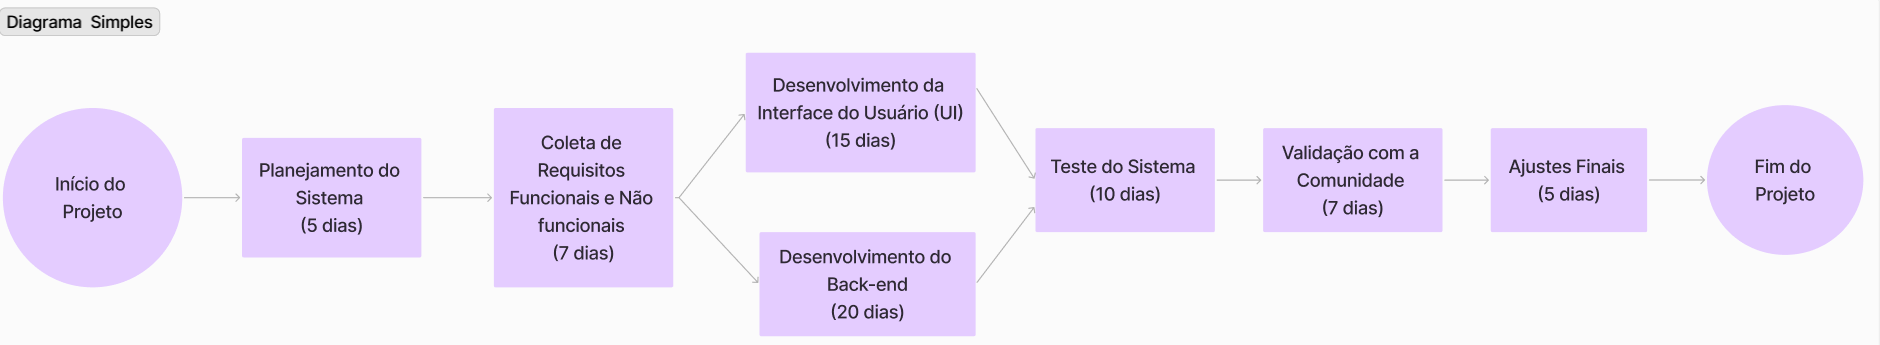 Diagrama Simples
Início do
Projeto
Planejamento do
Sistema
(5 dias)
Coleta de
Requisitos
Funcionais e Não
funcionais
(7 dias)
Desenvolvimento da
Interface do Usuário (UI)
(15 dias)
Desenvolvimento do
Back-end
(20 dias)
Teste do Sistema
(10 dias)
Validação com a
Comunidade
(7 dias)
Ajustes Finais
(5 dias)
Fim do
Projeto